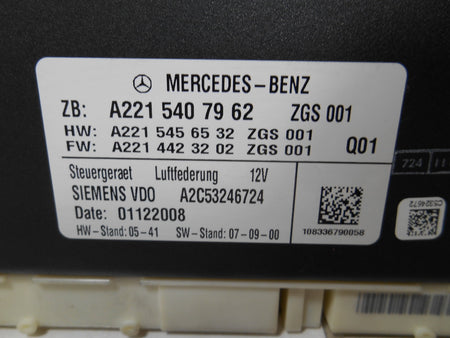 MERCEDES-BENZ
ZB: A221 540 79 62 ZGS 001
HW: A221 545 65 32 ZGS 001
FW: A221 442 32 02 ZGS 001 Q01
Steuergeraet Luftfederung 12V
SIEMENS VDO A2C53246724
Date: 01122008
HW-Stand: 05-41 SW-Stand: 07-09-00
108336790058
724
C5324672